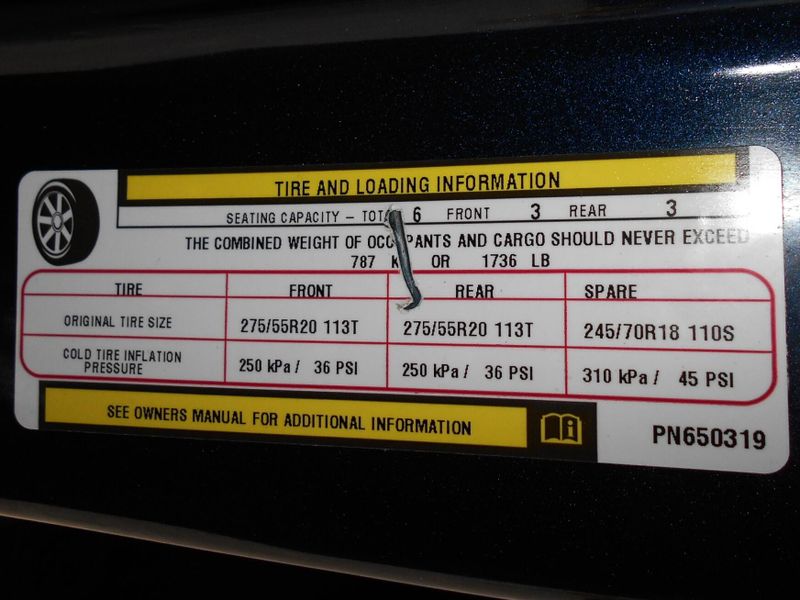 TIRE AND LOADING INFORMATION
SEATING CAPACITY – 6 FRONT 3 REAR 3
THE COMBINED WEIGHT OF AND CARGO SHOULD NEVER EXCEED
787 OR 1736 LB
TIRE FRONT REAR SPARE
ORIGINAL TIRE SIZE 275/55R20 113T 275/55R20 113T 245/70R18 110S
COLD TIRE INFLATION PRESSURE 250 kPa / 36 PSI 250 kPa / 36 PSI 310 kPa / 45 PSI
SEE OWNERS MANUAL FOR ADDITIONAL INFORMATION
PN650319